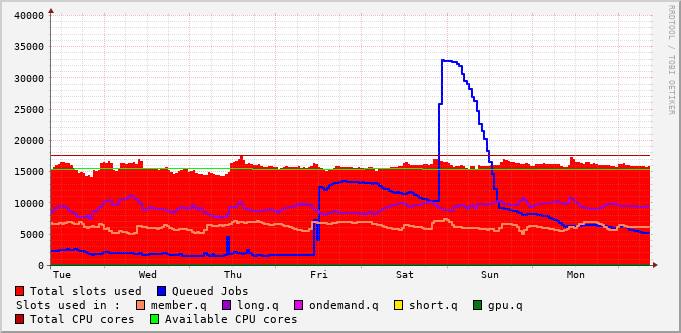 40000
35000
30000
25000
20000
15000
10000
5000
0
Tue Wed Thu Fri Sat Sun Mon
RRDTOOL / TOBI OETIKER
Total slots used Queued Jobs
Slots used in : member.q long.q ondemand.q short.q gpu.q
Total CPU cores Available CPU cores